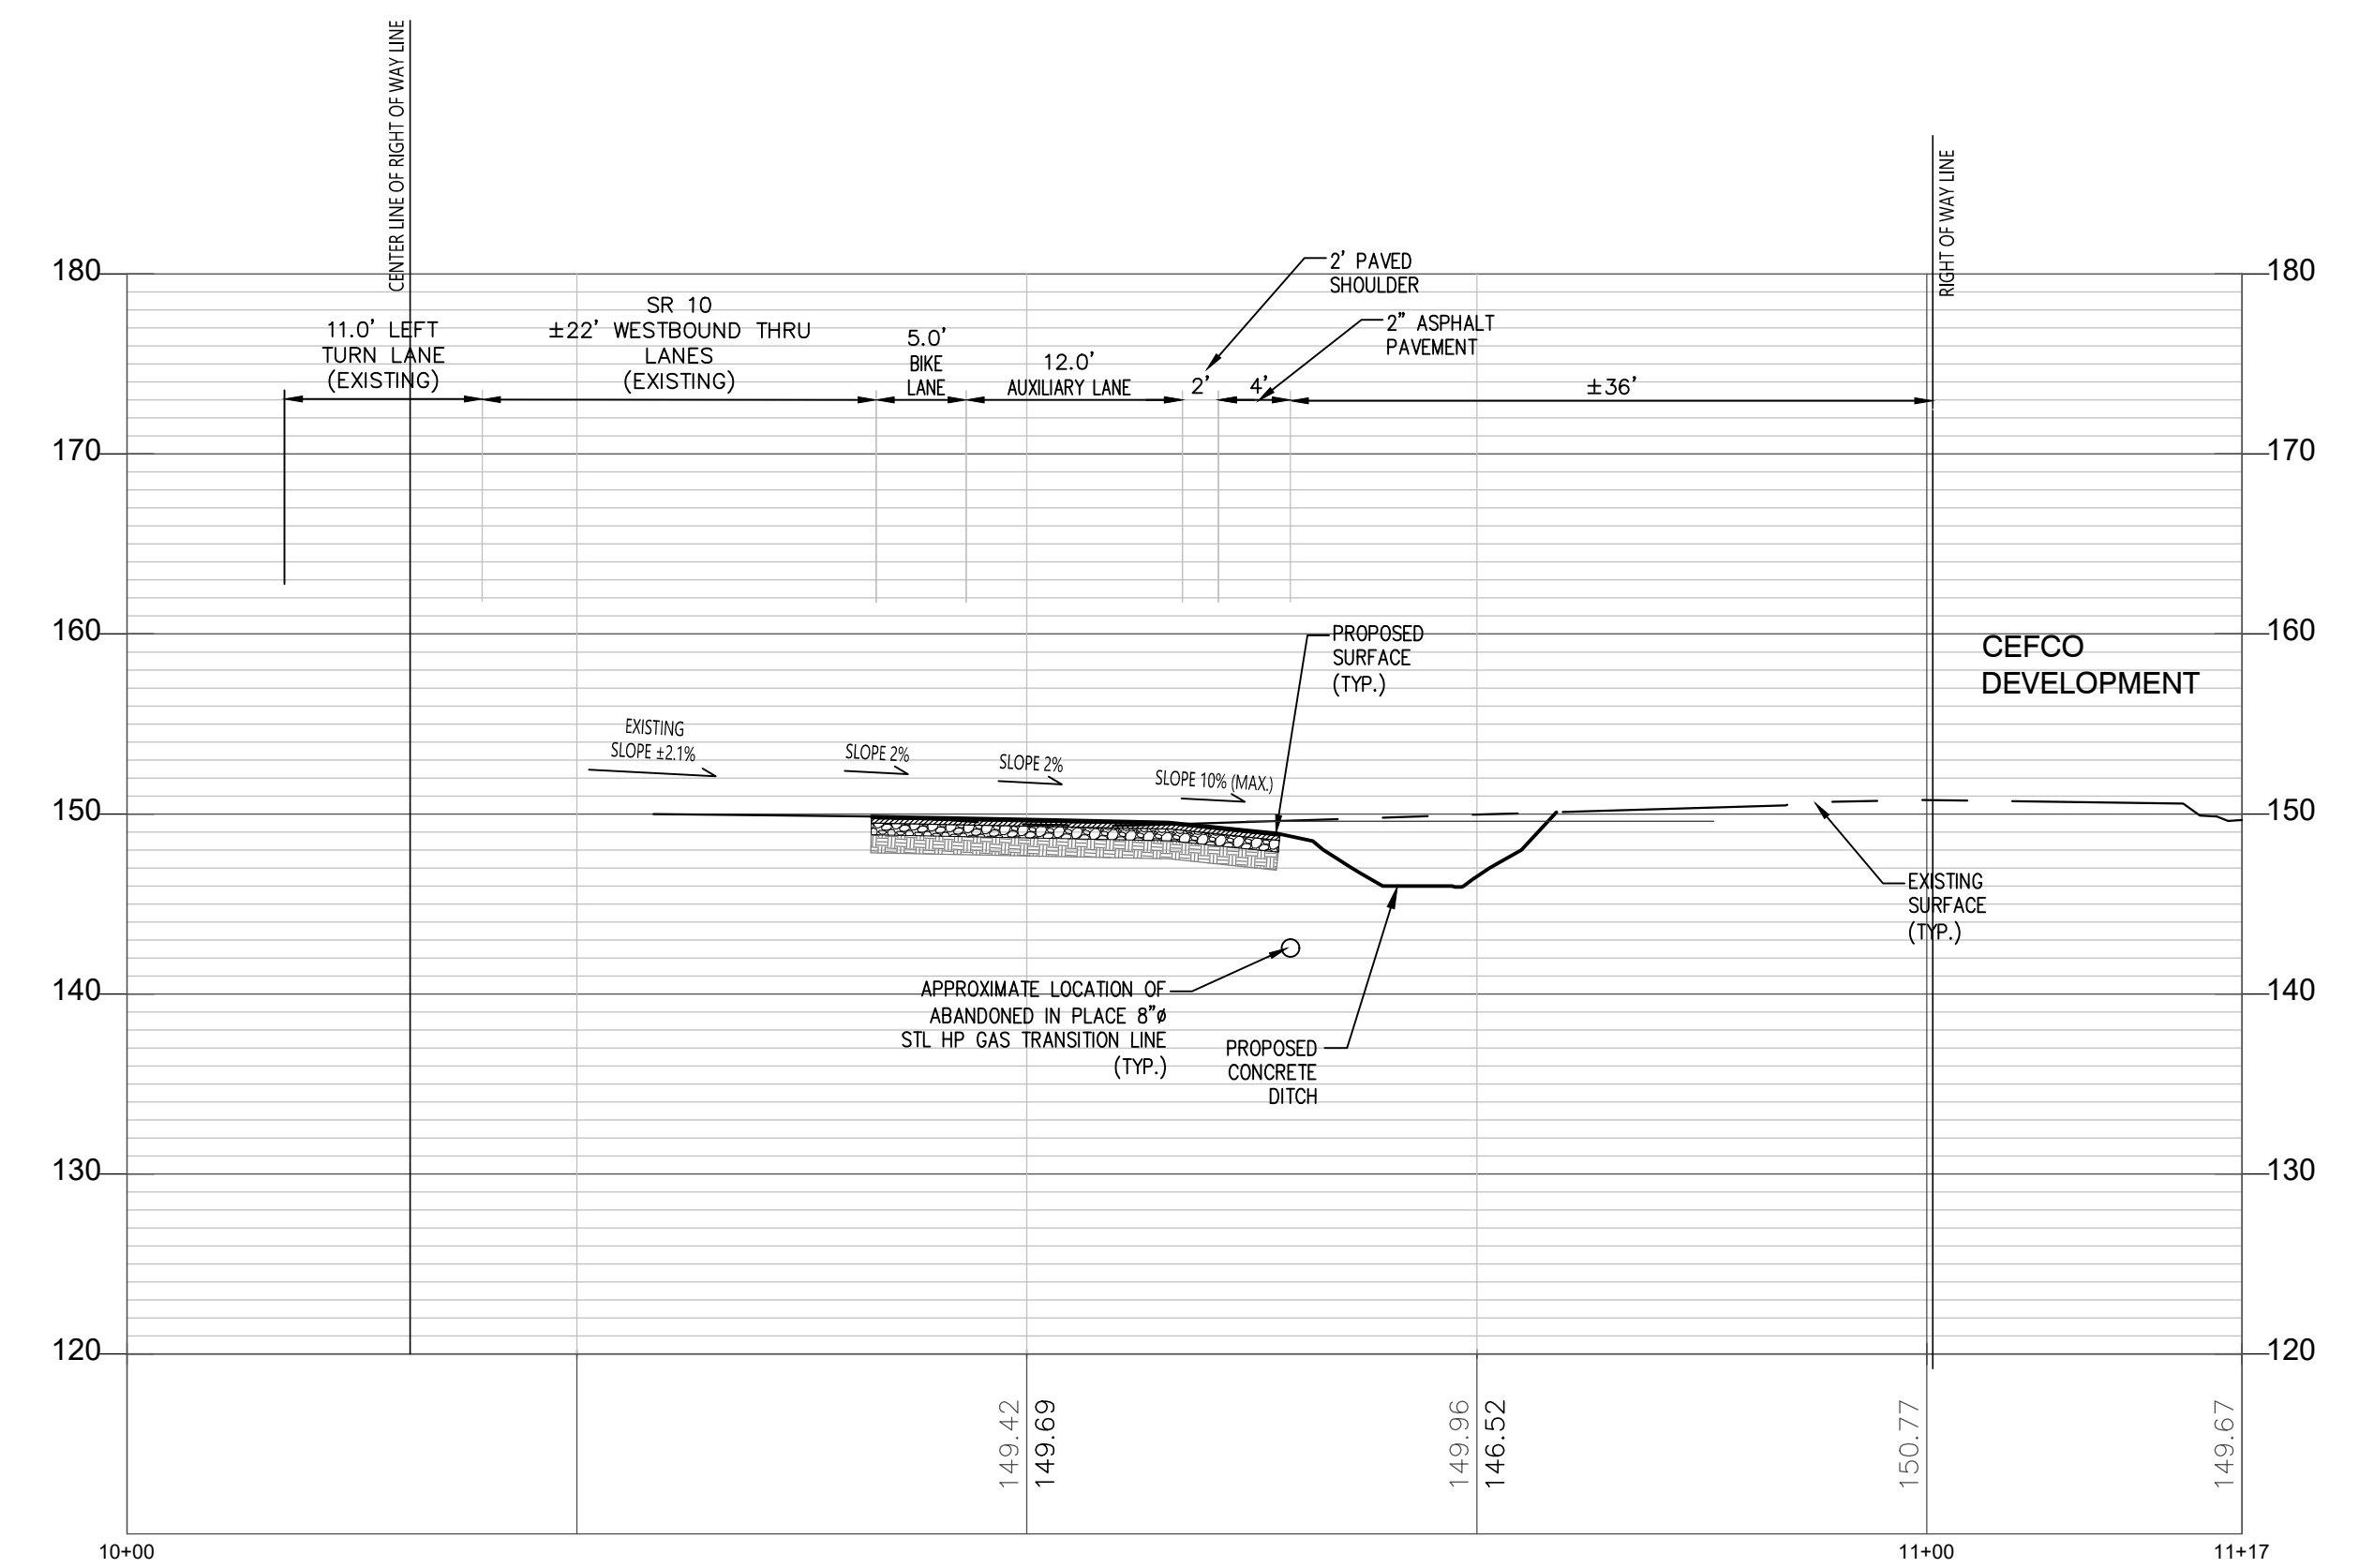 CENTER LINE OF RIGHT OF WAY LINE
RIGHT OF WAY LINE
2' PAVED
SHOULDER
2" ASPHALT
PAVEMENT
180
180
11.0' LEFT
TURN LANE
(EXISTING)
SR 10
±22' WESTBOUND THRU
LANES
(EXISTING)
5.0'
BIKE
LANE
12.0'
AUXILIARY LANE
2'
4'
±36'
170
170
160
160
PROPOSED
SURFACE
(TYP.)
CEFCO
DEVELOPMENT
EXISTING
SLOPE ±2.1%
SLOPE 2%
SLOPE 2%
SLOPE 10% (MAX.)
150
150
EXISTING
SURFACE
(TYP.)
140
140
APPROXIMATE LOCATION OF
ABANDONED IN PLACE 8"ø
STL HP GAS TRANSITION LINE
(TYP.)
PROPOSED
CONCRETE
DITCH
130
130
120
120
149.42
149.69
149.96
146.52
150.77
149.67
10+00
11+00
11+17